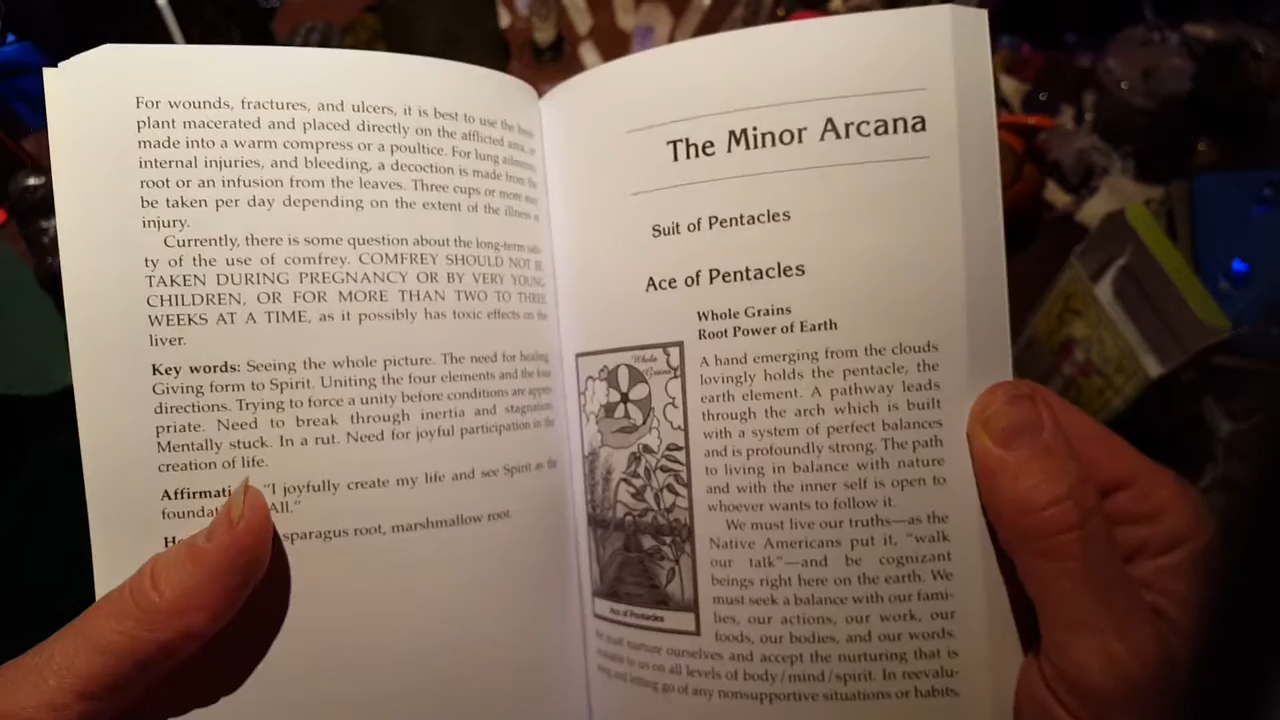 For wounds, fractures, and ulcers, it is best to use the
plant macerated and placed directly on the afflicted
made into a warm compress or a poultice. For lung
internal injuries, and bleeding, a decoction is made from the
root or an infusion from the leaves. Three cups or more
be taken per day depending on the extent of the illness
injury.
Currently, there is some question about the long-term
ty of the use of comfrey. COMFREY SHOULD NOT BE
TAKEN DURING PREGNANCY OR BY VERY YOUNG
CHILDREN, OR FOR MORE THAN TWO TO THREE
WEEKS AT A TIME, as it possibly has toxic effects on the
liver.
Key words: Seeing the whole picture. The need for healing.
Giving form to Spirit. Uniting the four elements and the four
directions. Trying to force a unity before conditions are
priate. Need to break through inertia and stagnation.
Mentally stuck. In a rut. Need for joyful participation in the
creation of life.
"I joyfully create my life and see Spirit as the
All."
asparagus root, marshmallow root
The Minor Arcana
Suit of Pentacles
Ace of Pentacles
Whole Grains
Root Power of Earth
Whole
Grains
Ace of Pentacles
A hand emerging from the clouds
lovingly holds the pentacle, the
earth element. A pathway leads
through the arch which is built
with a system of perfect balances
and is profoundly strong. The path
to living in balance with nature
and with the inner self is open to
whoever wants to follow it.
We must live our truths—as the
Native Americans put it, "walk
our talk"—and be cognizant
beings right here on the earth. We
must seek a balance with our fami-
lies, our actions, our work, our
foods, our bodies, and our words.
must nurture ourselves and accept the nurturing that is
to us on all levels of body/mind/spirit. In reevalu-
and letting go of any nonsupportive situations or habits,